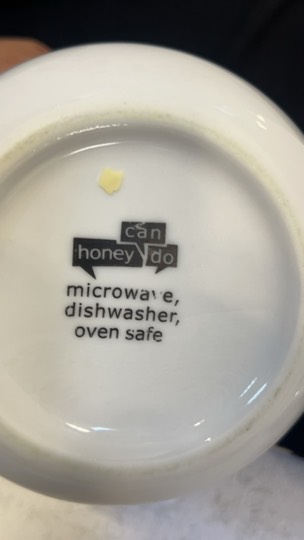 can
honey do
microwave,
dishwasher,
oven safe